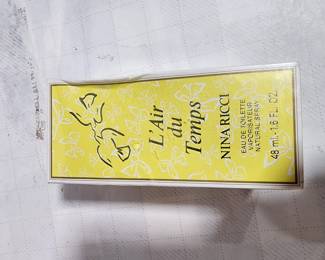 L'Air
du
Temps
NINA RICCI
EAU DE TOILETTE
VAPORISATEUR
NATURAL SPRAY
48 ml.-1.6 FL. OZ.